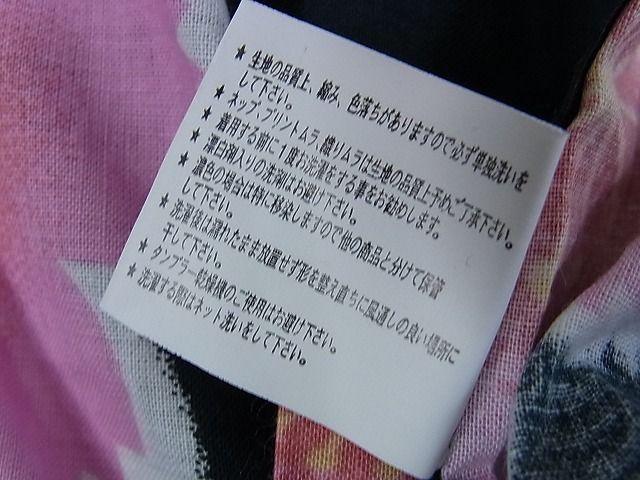 ★ 生地の品質上、縮み、色落ちがありますので必ず単独洗いを
して下さい。
★ ネップ、プリントムラ、織りムラは生地の品質上予めご了承下さい。
★ 着用する前に1度お洗濯をする事をお勧めします。
★ 漂白剤入りの洗剤はお避け下さい。
★ 濃色の場合は特に移染しますので他の商品と分けて保管
して下さい。
★ 洗濯後は濡れたまま放置せず形を整え直ちに風通しの良い場所に
干して下さい。
★ タンブラー乾燥機のご使用はお避け下さい。
★ 洗濯する際はネット洗いをして下さい。